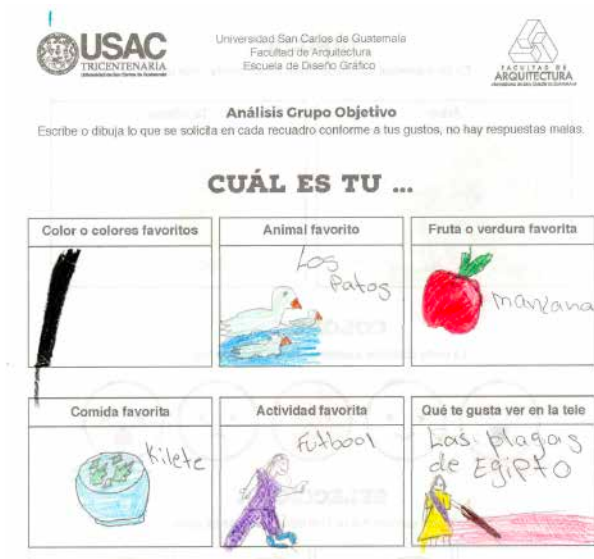 USAC
TRICENTENARIA
Universidad San Carlos de Guatemala
Facultad de Arquitectura
Escuela de Diseño Gráfico
FACULTAD DE
ARQUITECTURA
Análisis Grupo Objetivo
Escribe o dibuja lo que se solicita en cada recuadro conforme a tus gustos, no hay respuestas malas.
CUÁL ES TU ...
Color o colores favoritos
Animal favorito
Fruta o verdura favorita
Los
Patos
manzana
Comida favorita
Actividad favorita
Qué te gusta ver en la tele
Kilete
Futbool
Las plagas
de Egipto